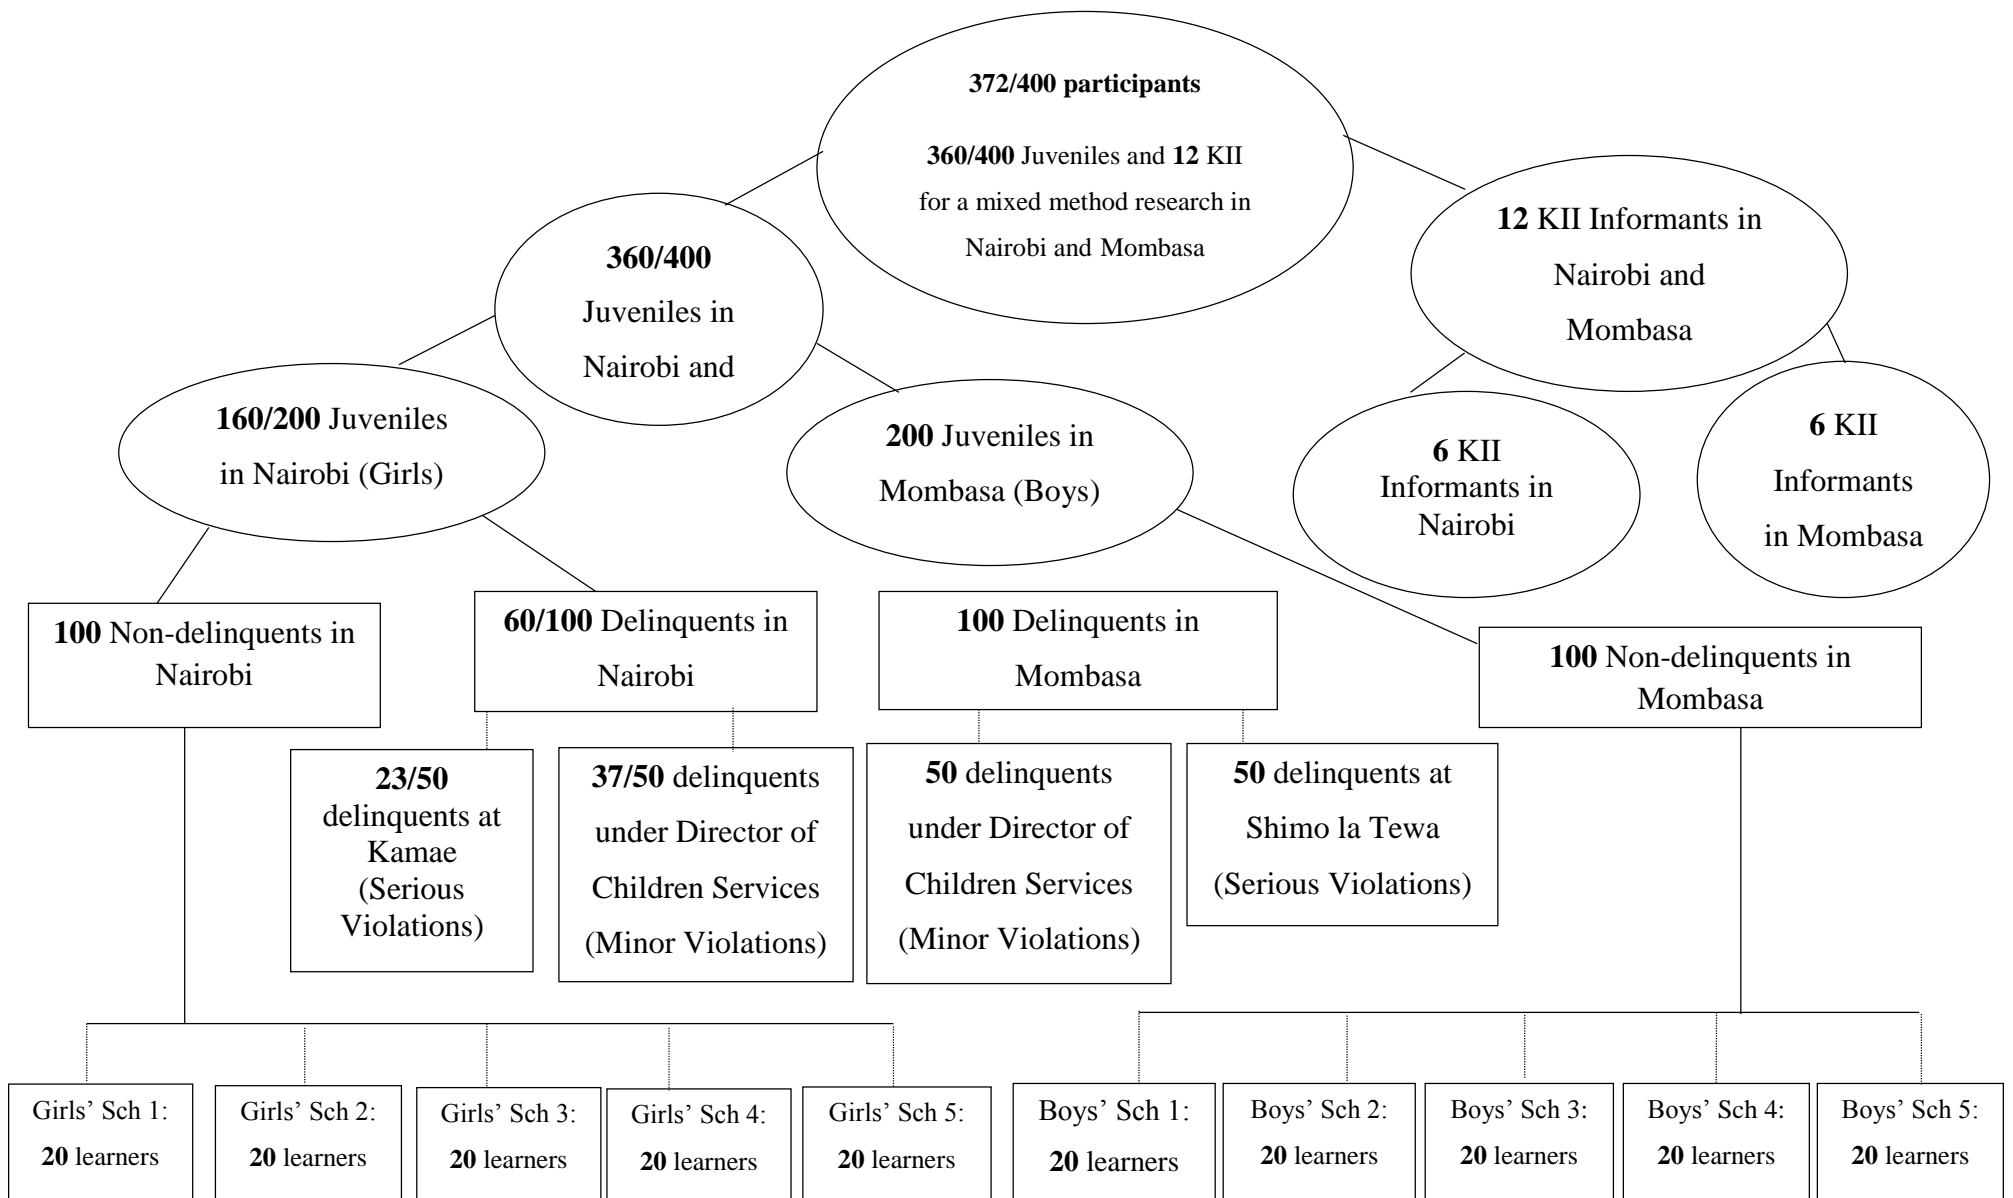 372/400 participants
360/400 Juveniles and 12 KII
for a mixed method research in
Nairobi and Mombasa
360/400
Juveniles in
Nairobi and
12 KII Informants in
Nairobi and
Mombasa
160/200 Juveniles
in Nairobi (Girls)
200 Juveniles in
Mombasa (Boys)
6 KII
Informants in
Nairobi
6 KII
Informants
in Mombasa
100 Non-delinquents in
Nairobi
60/100 Delinquents in
Nairobi
100 Delinquents in
Mombasa
100 Non-delinquents in
Mombasa
23/50
delinquents at
Kamae
(Serious
Violations)
37/50 delinquents
under Director of
Children Services
(Minor Violations)
50 delinquents
under Director of
Children Services
(Minor Violations)
50 delinquents at
Shimo la Tewa
(Serious Violations)
Girls’ Sch 1:
20 learners
Girls’ Sch 2:
20 learners
Girls’ Sch 3:
20 learners
Girls’ Sch 4:
20 learners
Girls’ Sch 5:
20 learners
Boys’ Sch 1:
20 learners
Boys’ Sch 2:
20 learners
Boys’ Sch 3:
20 learners
Boys’ Sch 4:
20 learners
Boys’ Sch 5:
20 learners